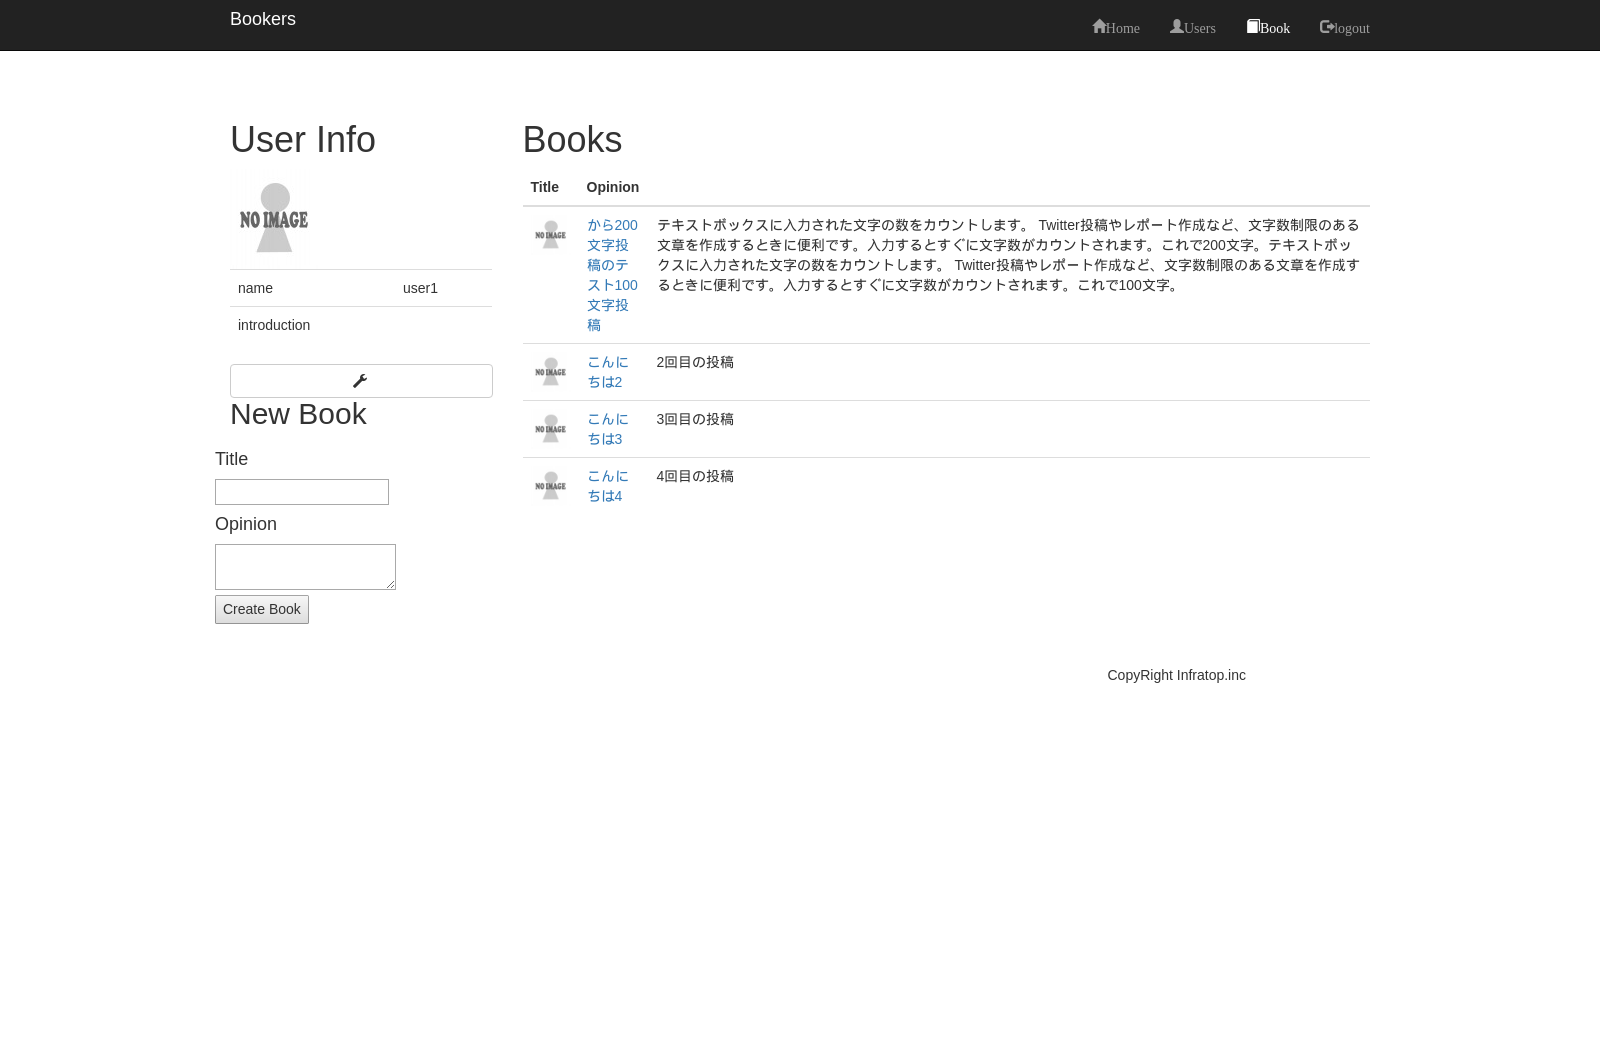 Bookers
Home Users Book logout
User Info
NO IMAGE
name user1
introduction
New Book
Title
Opinion
Create Book
Books
Title Opinion
NO IMAGE
から200
文字投
稿のテ
スト100
文字投
稿
テキストボックスに入力された文字の数をカウントします。 Twitter投稿やレポート作成など、文字数制限のある
文章を作成するときに便利です。入力するとすぐに文字数がカウントされます。これで200文字。テキストボッ
クスに入力された文字の数をカウントします。 Twitter投稿やレポート作成など、文字数制限のある文章を作成す
るときに便利です。入力するとすぐに文字数がカウントされます。これで100文字。
NO IMAGE
こんに
ちは2
2回目の投稿
NO IMAGE
こんに
ちは3
3回目の投稿
NO IMAGE
こんに
ちは4
4回目の投稿
CopyRight Infratop.inc